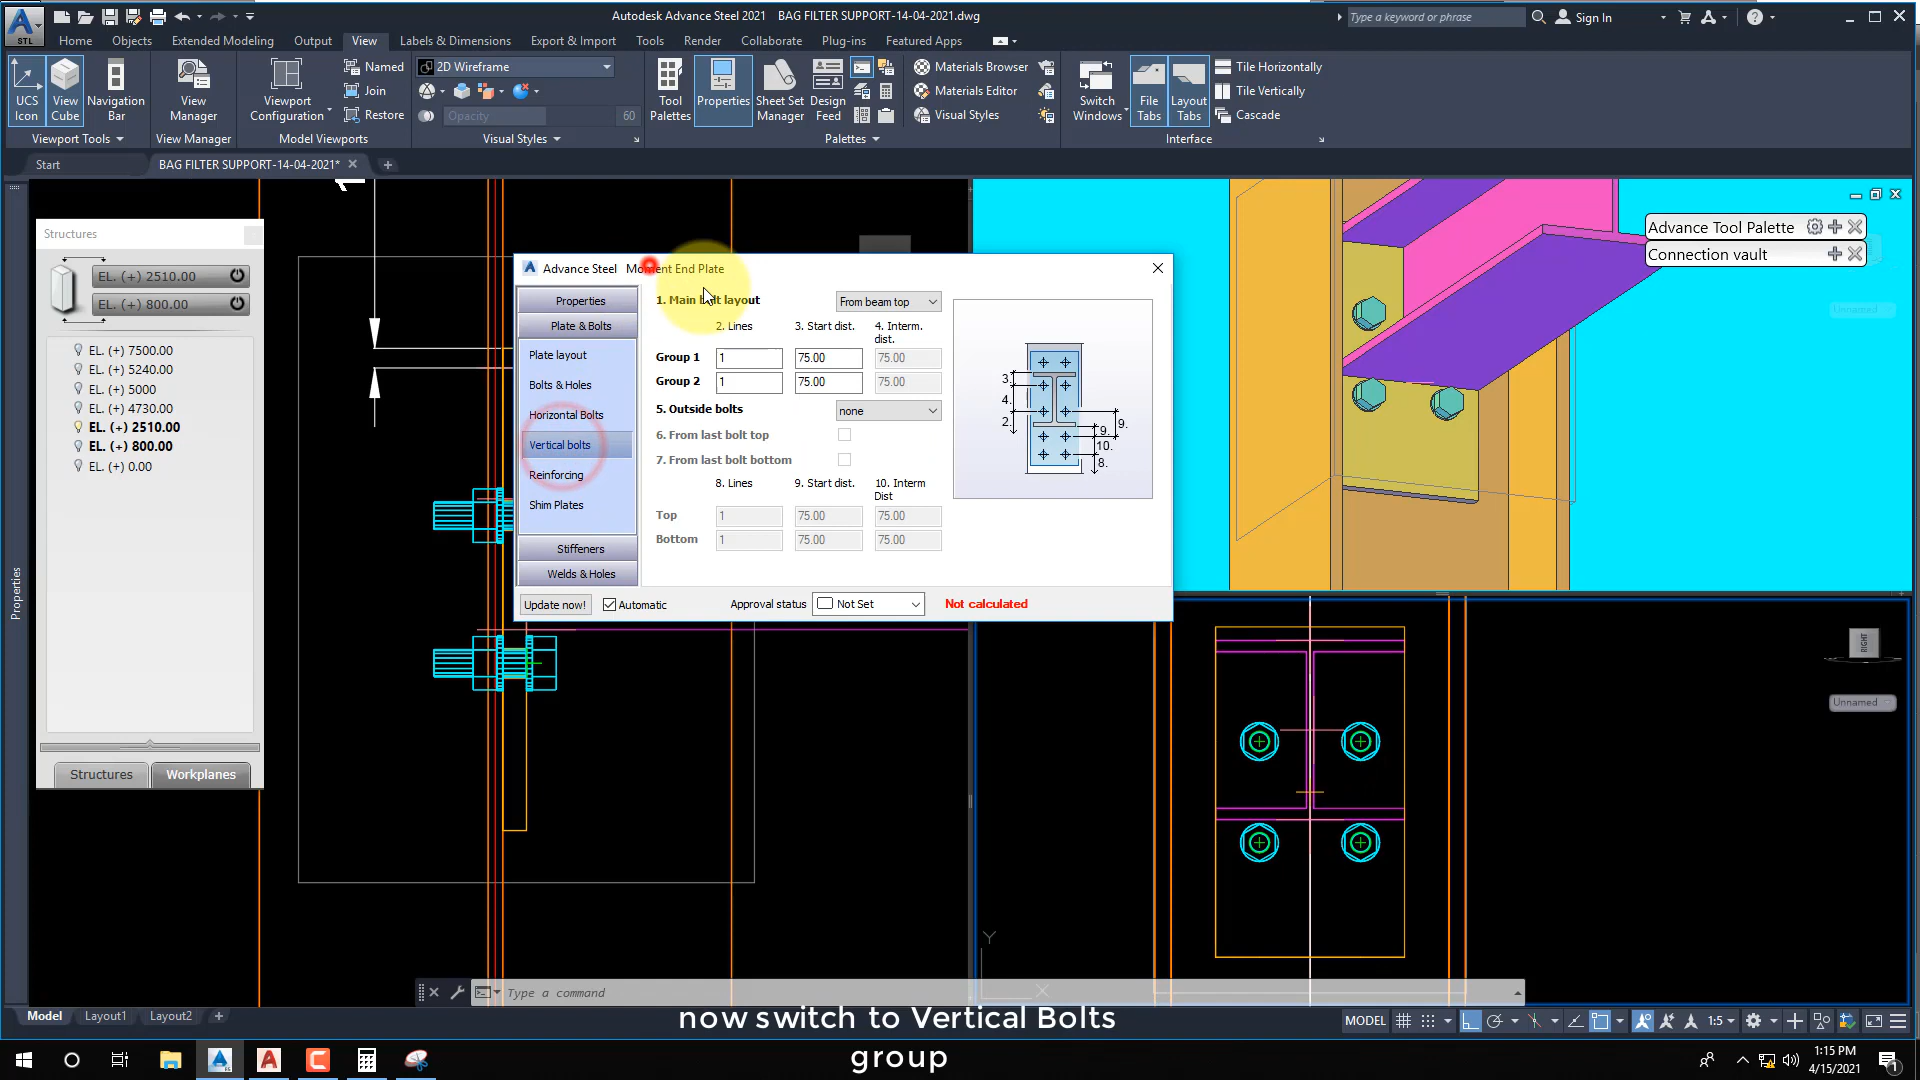 Autodesk Advance Steel 2021 BAG FILTER SUPPORT-14-04-2021.dwg
Type a keyword or phrase
Sign In
STL
Home Objects Extended Modeling Output View Labels & Dimensions Export & Import Tools Render Collaborate Plug-ins Featured Apps
UCS Icon
View Cube
Navigation Bar
View Manager
Viewport Configuration
Named
Join
Restore
2D Wireframe
Opacity 60
Tool Palettes
Properties
Sheet Set Manager
Design Feed
Materials Browser
Materials Editor
Visual Styles
Switch Windows
File Tabs
Layout Tabs
Tile Horizontally
Tile Vertically
Cascade
Viewport Tools View Manager Model Viewports Visual Styles Palettes Interface
Start BAG FILTER SUPPORT-14-04-2021*
Structures
EL. (+) 2510.00
EL. (+) 800.00
EL. (+) 7500.00
EL. (+) 5240.00
EL. (+) 5000
EL. (+) 4730.00
EL. (+) 2510.00
EL. (+) 800.00
EL. (+) 0.00
Structures Workplanes
Properties
Advance Steel Moment End Plate
Properties
Plate & Bolts
Plate layout
Bolts & Holes
Horizontal Bolts
Vertical bolts
Reinforcing
Shim Plates
Stiffeners
Welds & Holes
1. Main bolt layout From beam top
2. Lines 3. Start dist. 4. Interm. dist.
Group 1 1 75.00 75.00
Group 2 1 75.00 75.00
5. Outside bolts none
6. From last bolt top
7. From last bolt bottom
8. Lines 9. Start dist. 10. Interm Dist
Top 1 75.00 75.00
Bottom 1 75.00 75.00
3.
4.
2.
9.
9.
10.
8.
Update now! Automatic Approval status Not Set Not calculated
Advance Tool Palette
Connection vault
Unnamed
RIGHT
Unnamed
Y
X
Type a command
now switch to Vertical Bolts
group
Model Layout1 Layout2
MODEL 1:5
1:15 PM
4/15/2021
1